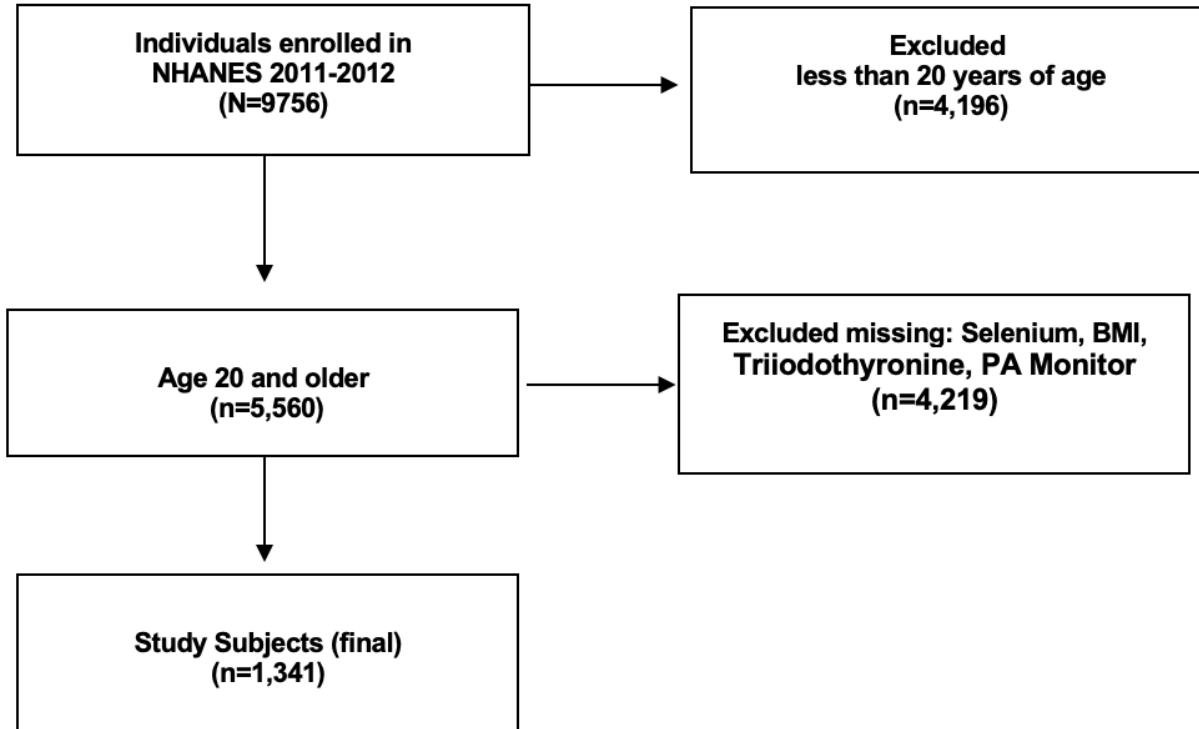 Individuals enrolled in
NHANES 2011-2012
(N=9756)
Excluded
less than 20 years of age
(n=4,196)
Age 20 and older
(n=5,560)
Excluded missing: Selenium, BMI,
Triiodothyronine, PA Monitor
(n=4,219)
Study Subjects (final)
(n=1,341)